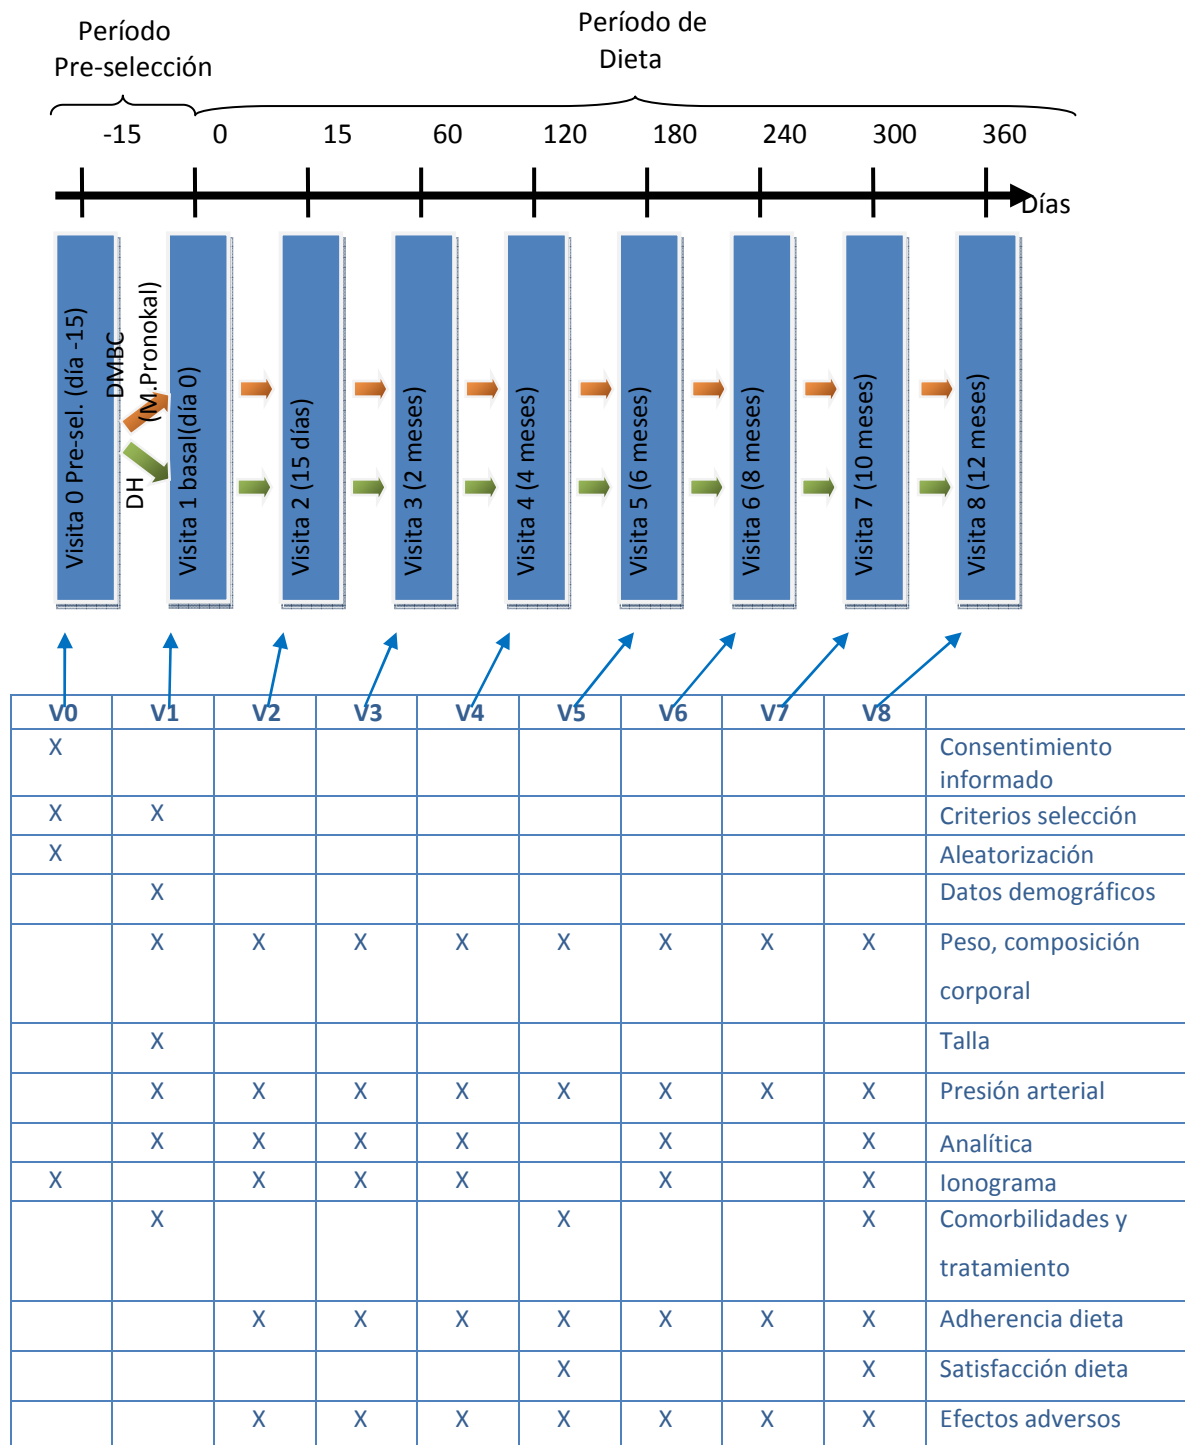 Período
Pre-selección
Período de
Dieta
-15 0 15 60 120 180 240 300 360
Días
Visita 0 Pre-sel. (día -15)
DMBC
(M.Pronokal)
DH
Visita 1 basal(día 0)
Visita 2 (15 días)
Visita 3 (2 meses)
Visita 4 (4 meses)
Visita 5 (6 meses)
Visita 6 (8 meses)
Visita 7 (10 meses)
Visita 8 (12 meses)
V0 V1 V2 V3 V4 V5 V6 V7 V8
X Consentimiento
informado
X X Criterios selección
X Aleatorización
X Datos demográficos
X X X X X X X X Peso, composición
corporal
X Talla
X X X X X X X X Presión arterial
X X X X X X Analítica
X X X X X X Ionograma
X X X Comorbilidades y
tratamiento
X X X X X X X Adherencia dieta
X X Satisfacción dieta
X X X X X X X Efectos adversos